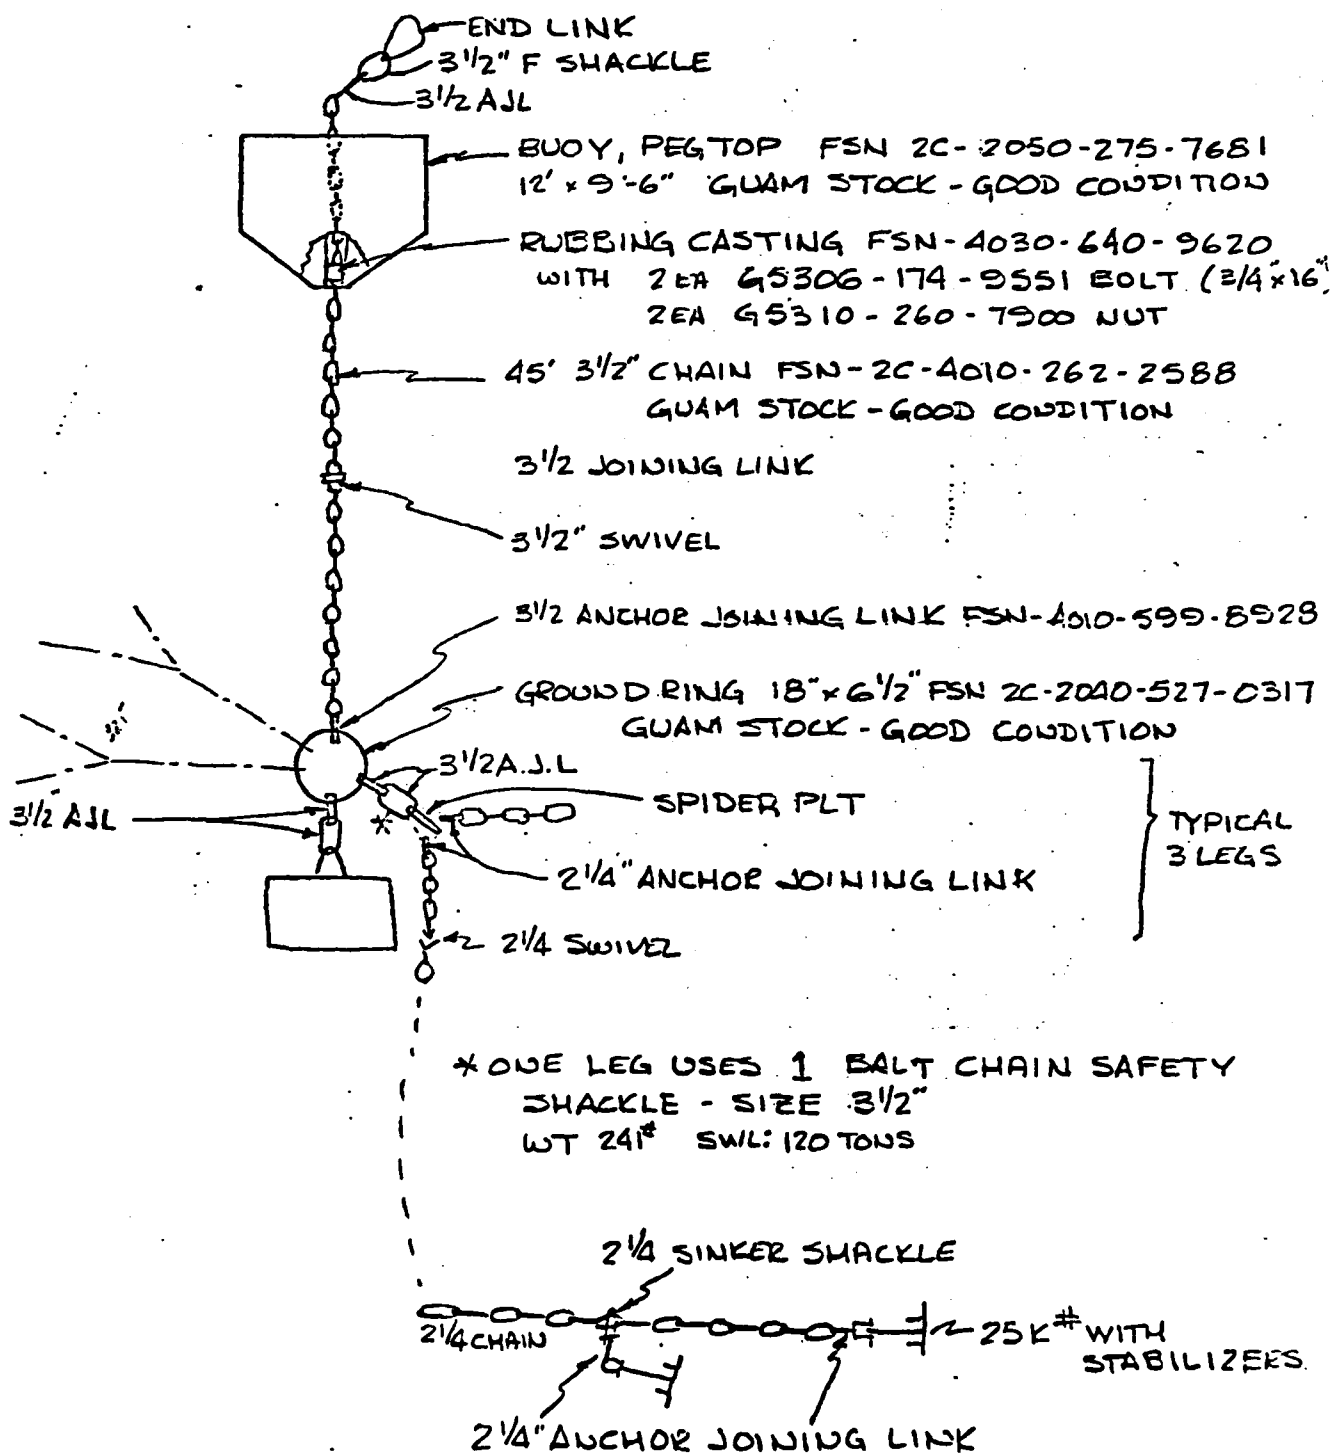 END LINK
3 1/2" F SHACKLE
3 1/2 AJL
BUOY, PEG TOP FSN 2C-2050-275-7681
12' x 9'-6" GUAM STOCK - GOOD CONDITION
RUBBING CASTING FSN-4030-640-9620
WITH 2 EA G5306-174-9551 BOLT (3/4" x 16"
2EA G5310-260-7900 NUT
45' 3 1/2" CHAIN FSN-2C-4010-262-2588
GUAM STOCK - GOOD CONDITION
3 1/2 JOINING LINK
3 1/2" SWIVEL
3 1/2 ANCHOR JOINING LINK FSN-4010-599-8928
GROUND RING 18" x 6 1/2" FSN 2C-2040-527-0317
GUAM STOCK - GOOD CONDITION
3 1/2 A.J.L
SPIDER PLT
3 1/2" AJL
TYPICAL
3 LEGS
*
2 1/4" ANCHOR JOINING LINK
2 1/4 SWIVEL
* ONE LEG USES 1 BALT CHAIN SAFETY
SHACKLE - SIZE 3 1/2"
WT 241# SWL: 120 TONS
2 1/4 SINKER SHACKLE
2 1/4 CHAIN
25K# WITH
STABILIZERS.
2 1/4" ANCHOR JOINING LINK